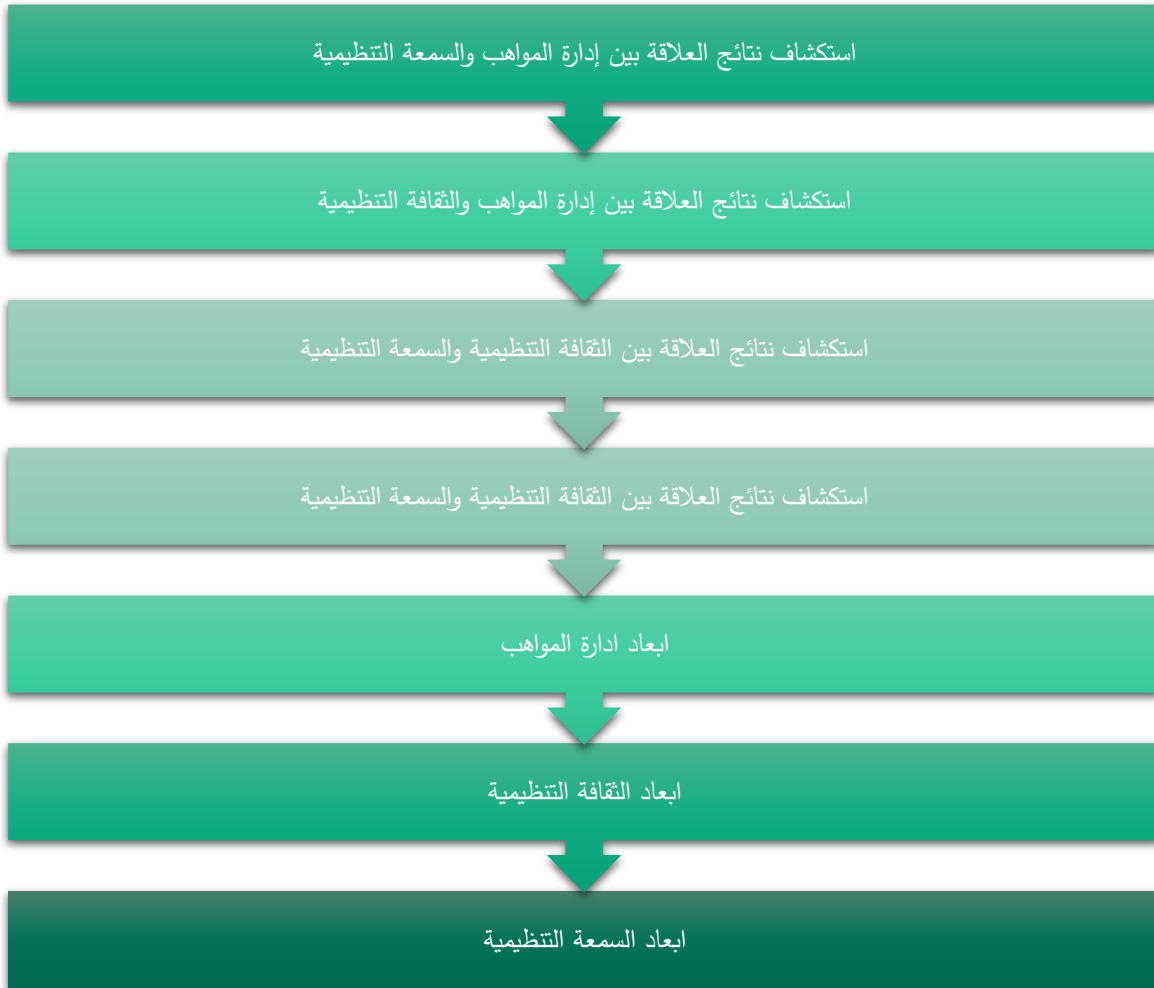 استكشاف نتائج العلاقة بين إدارة المواهب والسمعة التنظيمية
استكشاف نتائج العلاقة بين إدارة المواهب والثقافة التنظيمية
استكشاف نتائج العلاقة بين الثقافة التنظيمية والسمعة التنظيمية
استكشاف نتائج العلاقة بين الثقافة التنظيمية والسمعة التنظيمية
ابعاد ادارة المواهب
ابعاد الثقافة التنظيمية
ابعاد السمعة التنظيمية